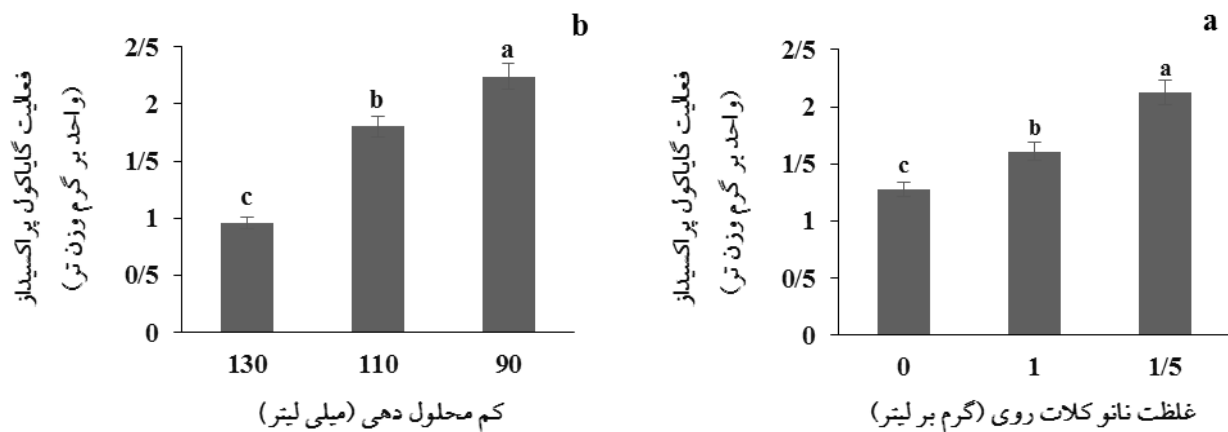 b
2/5
2
1/5
1
0/5
0
c
b
a
130 110 90
کم محلول دهی (میلی لیتر)
فعالیت گایاکول پراکسیداز
(واحد بر گرم وزن تر)
a
2/5
2
1/5
1
0/5
0
c
b
a
0 1 1/5
غلظت نانو کلات روی (گرم بر لیتر)
فعالیت گایاکول پراکسیداز
(واحد بر گرم وزن تر)